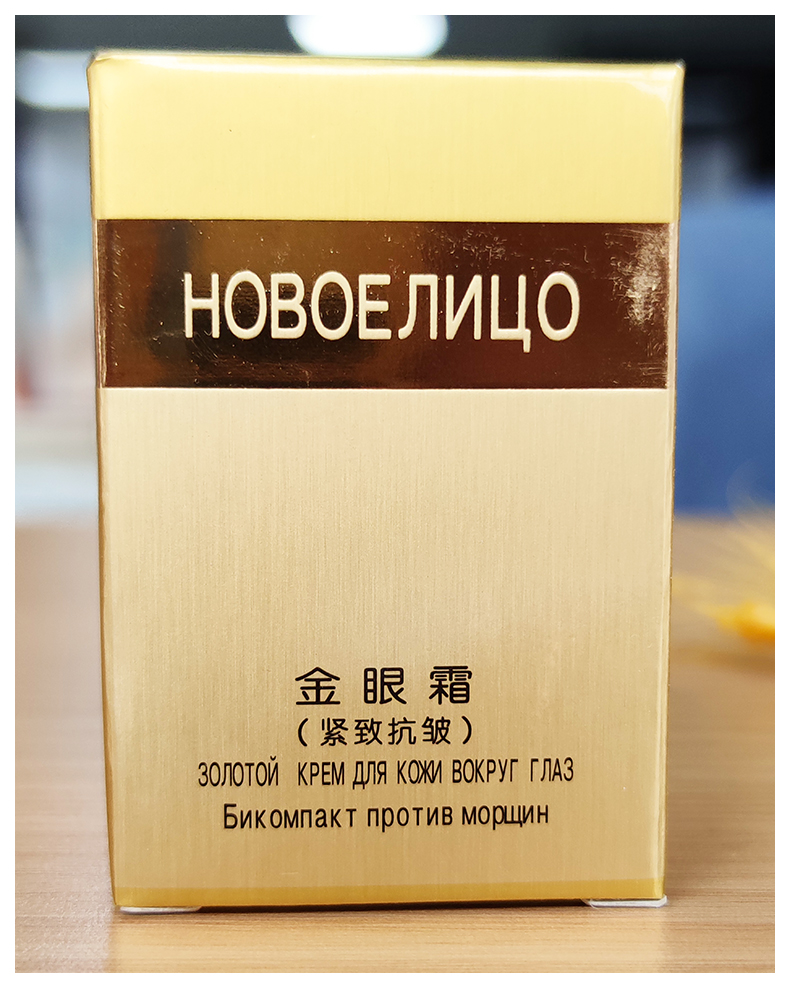 НОВОЕЛИЦО
金眼霜
(紧致抗皱)
ЗОЛОТОЙ КРЕМ ДЛЯ КОЖИ ВОКРУГ ГЛАЗ
Бикомпакт против морщин